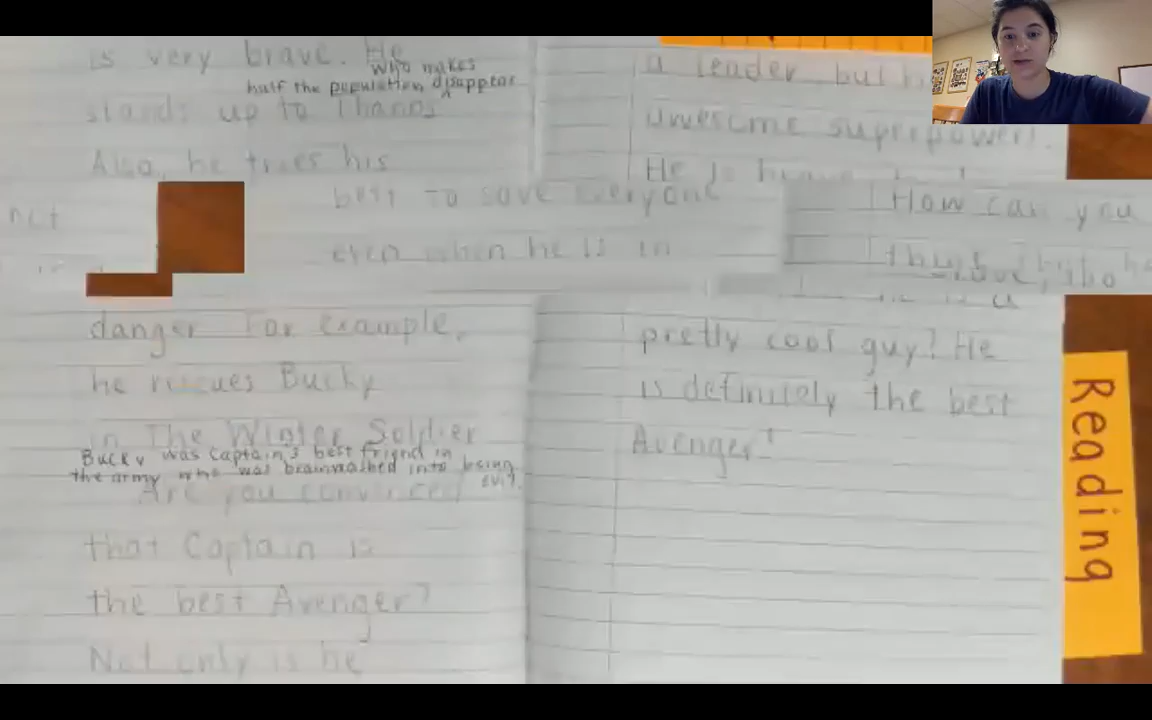 is very brave. He
who makes
half the population disappear
stands up to Thanos
Also, he tries his
best to save everyone
even when he is in
danger For example,
he rescues Bucky
in The Winter Soldier
Bucky was Captain's best friend in
the army who was brainwashed into being
evil.
Are you convinced
that Captain is
the best Avenger?
Not only is he
a leader but h
awesome superpower!
He is
How can you
pretty cool guy? He
is definitely the best
Avenger!
Reading